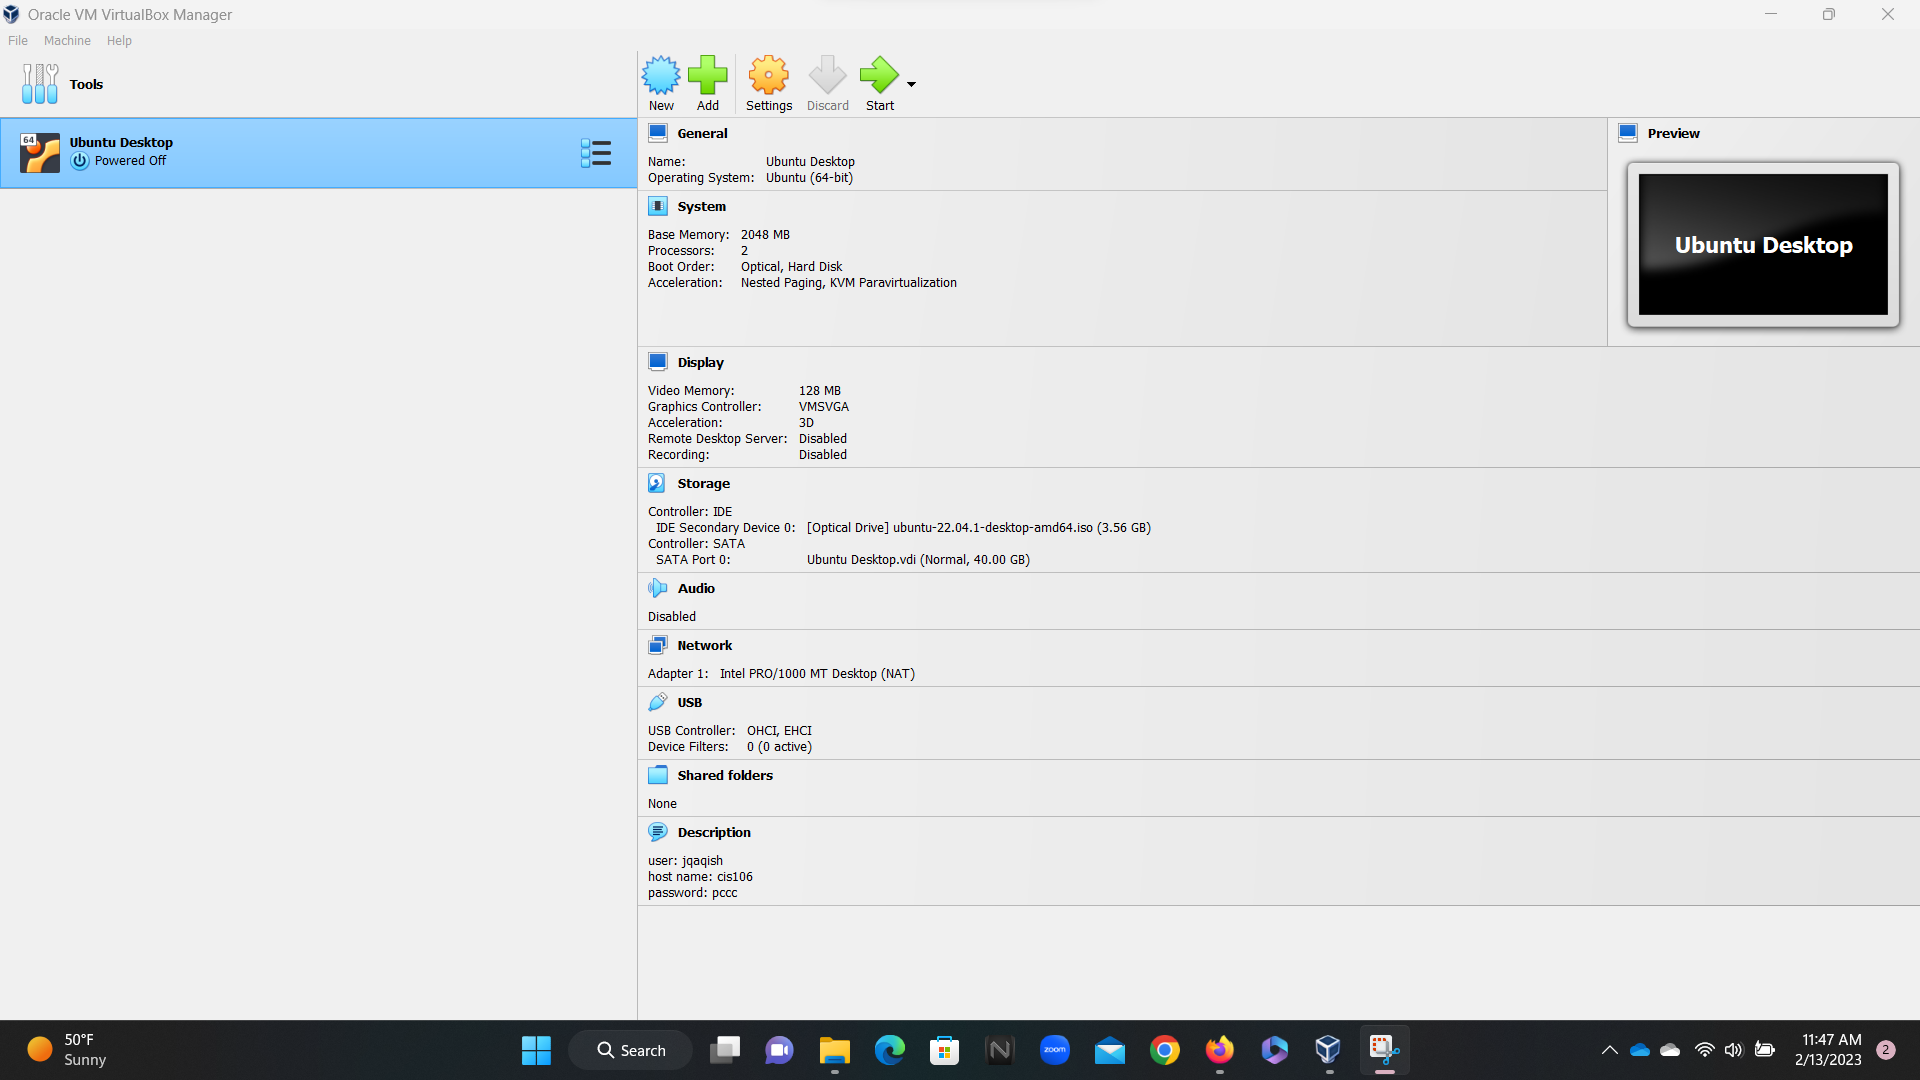 Oracle VM VirtualBox Manager
File Machine Help
Tools
New Add Settings Discard Start
64
Ubuntu Desktop
Powered Off
General
Name: Ubuntu Desktop
Operating System: Ubuntu (64-bit)
Preview
Ubuntu Desktop
System
Base Memory: 2048 MB
Processors: 2
Boot Order: Optical, Hard Disk
Acceleration: Nested Paging, KVM Paravirtualization
Display
Video Memory: 128 MB
Graphics Controller: VMSVGA
Acceleration: 3D
Remote Desktop Server: Disabled
Recording: Disabled
Storage
Controller: IDE
IDE Secondary Device 0: [Optical Drive] ubuntu-22.04.1-desktop-amd64.iso (3.56 GB)
Controller: SATA
SATA Port 0: Ubuntu Desktop.vdi (Normal, 40.00 GB)
Audio
Disabled
Network
Adapter 1: Intel PRO/1000 MT Desktop (NAT)
USB
USB Controller: OHCI, EHCI
Device Filters: 0 (0 active)
Shared folders
None
Description
user: jqaqish
host name: cis106
password: pccc
50°F
Sunny
Search
zoom
11:47 AM
2/13/2023
2